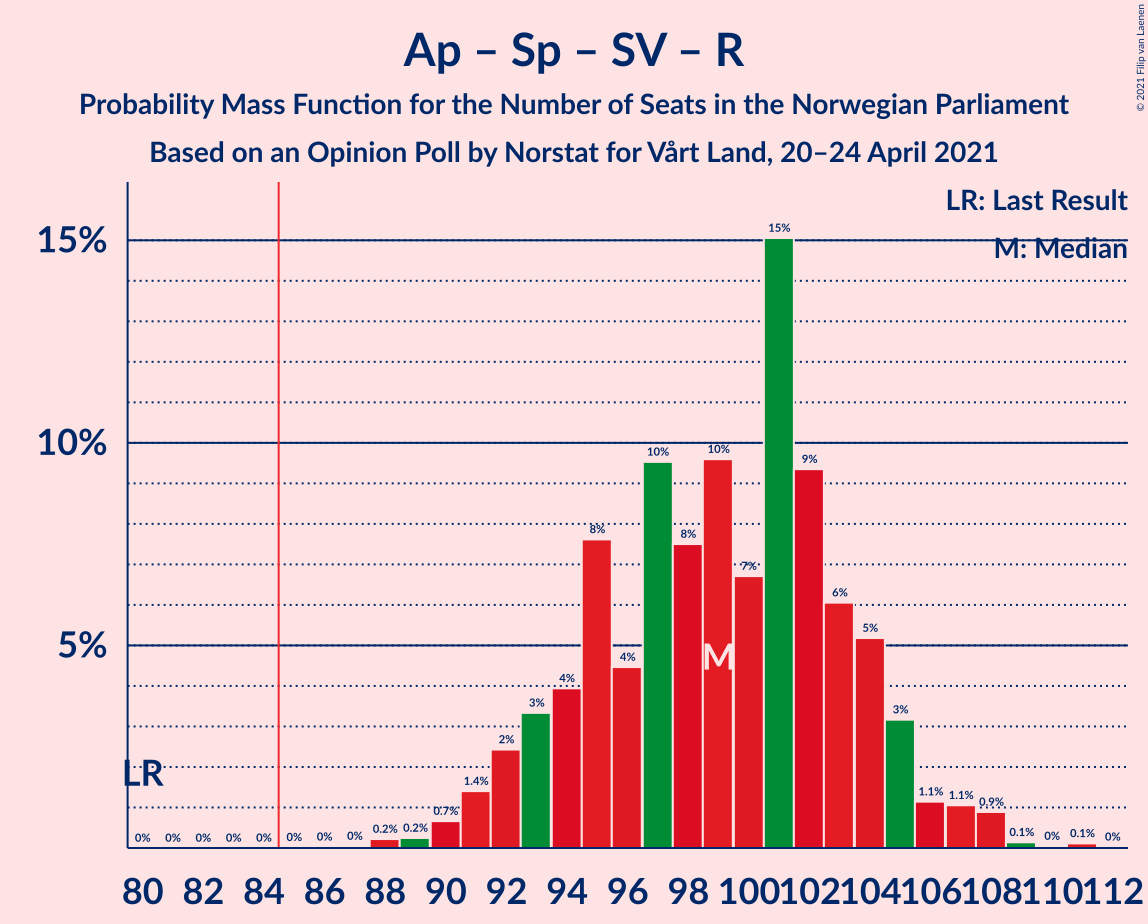 Ap – Sp – SV – R
Probability Mass Function for the Number of Seats in the Norwegian Parliament
Based on an Opinion Poll by Norstat for Vårt Land, 20–24 April 2021
© 2021 Filip van Laenen
LR: Last Result
M: Median
15%
10%
5%
LR
M
0% 0% 0% 0% 0% 0% 0% 0% 0.2% 0.2% 0.7% 1.4% 2% 3% 4% 8% 4% 10% 8% 10% 7% 15% 9% 6% 5% 3% 1.1% 1.1% 0.9% 0.1% 0% 0.1% 0%
80 82 84 86 88 90 92 94 96 98 100 102 104 106 108 110 112